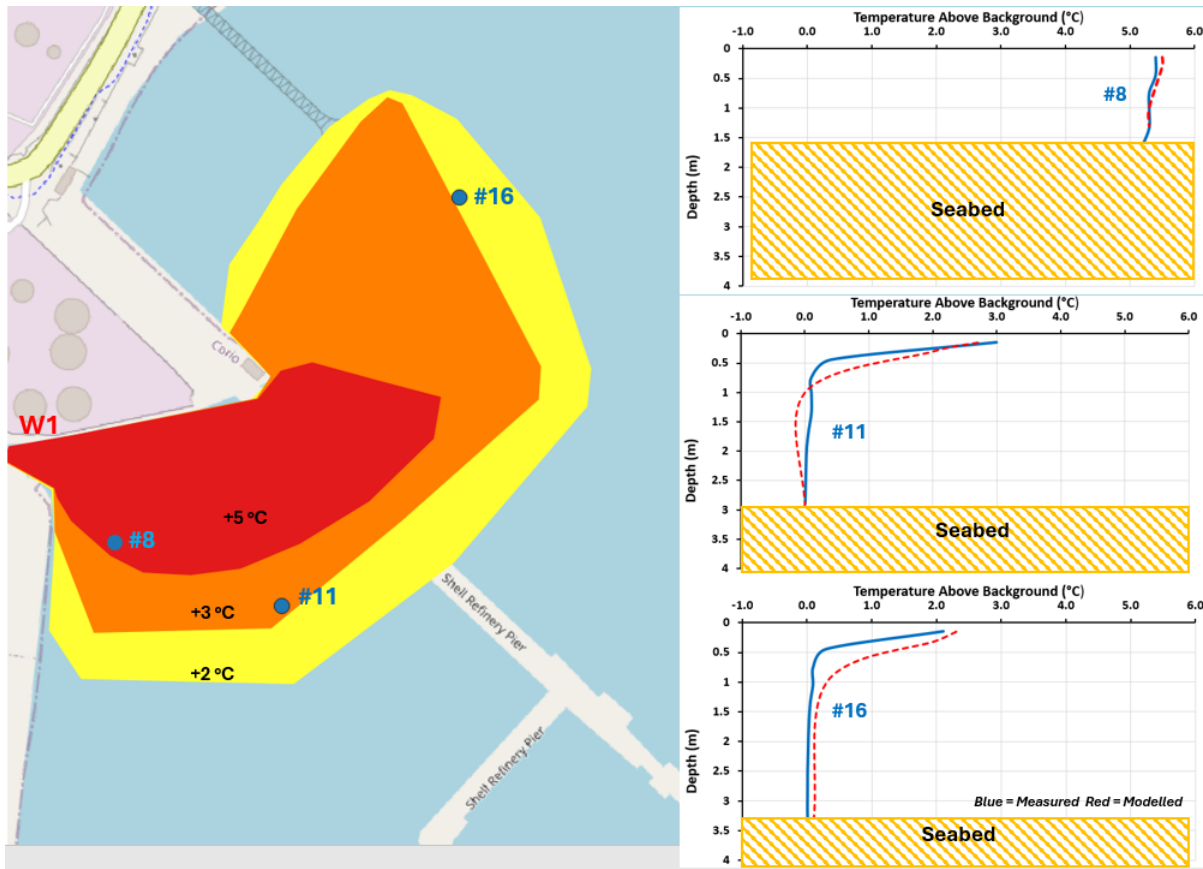 Corio
W1
#16
+5 °C
#8
+3 °C
#11
+2 °C
Shell Refinery Pier
Shell Refinery Pier
Temperature Above Background (°C)
-1.0 0.0 1.0 2.0 3.0 4.0 5.0 6.0
0
0.5
1
1.5
2
2.5
3
3.5
4
Depth (m)
#8
Seabed
Temperature Above Background (°C)
-1.0 0.0 1.0 2.0 3.0 4.0 5.0 6.0
0
0.5
1
1.5
2
2.5
3
3.5
4
Depth (m)
#11
Seabed
Temperature Above Background (°C)
-1.0 0.0 1.0 2.0 3.0 4.0 5.0 6.0
0
0.5
1
1.5
2
2.5
3
3.5
4
Depth (m)
#16
Blue = Measured Red = Modelled
Seabed